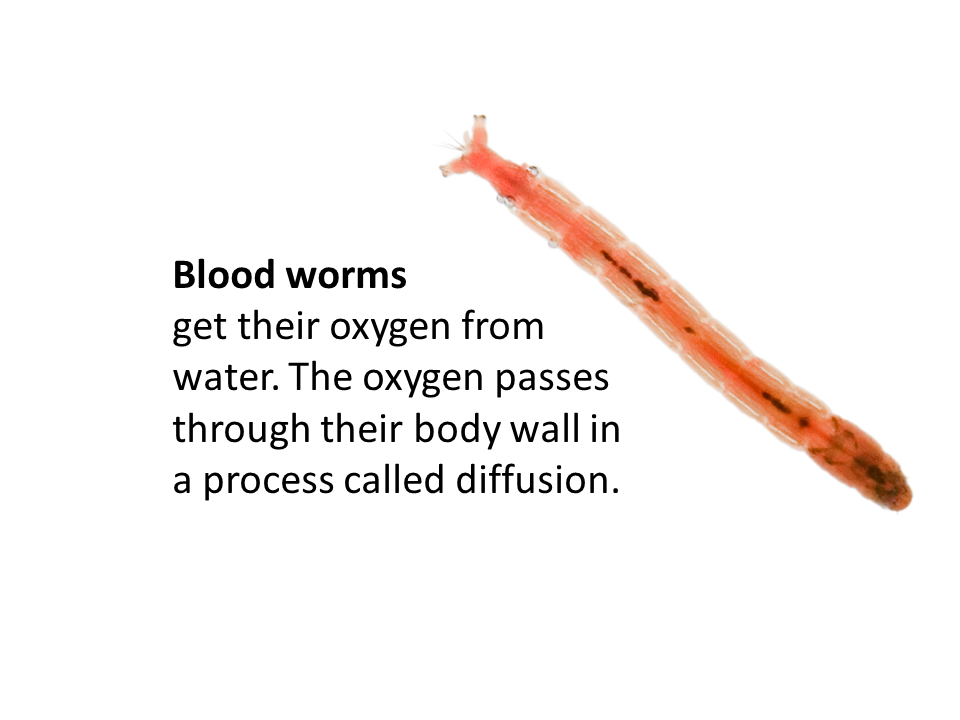 Blood worms
get their oxygen from
water. The oxygen passes
through their body wall in
a process called diffusion.